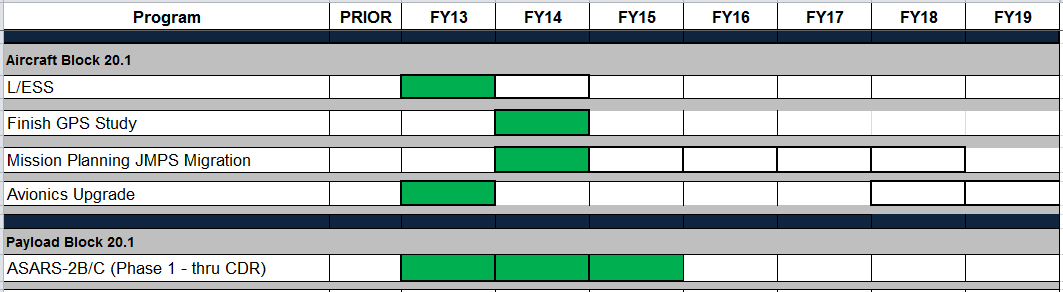 Program PRIOR FY13 FY14 FY15 FY16 FY17 FY18 FY19
Aircraft Block 20.1
L/ESS
Finish GPS Study
Mission Planning JMPS Migration
Avionics Upgrade
Payload Block 20.1
ASARS-2B/C (Phase 1 - thru CDR)